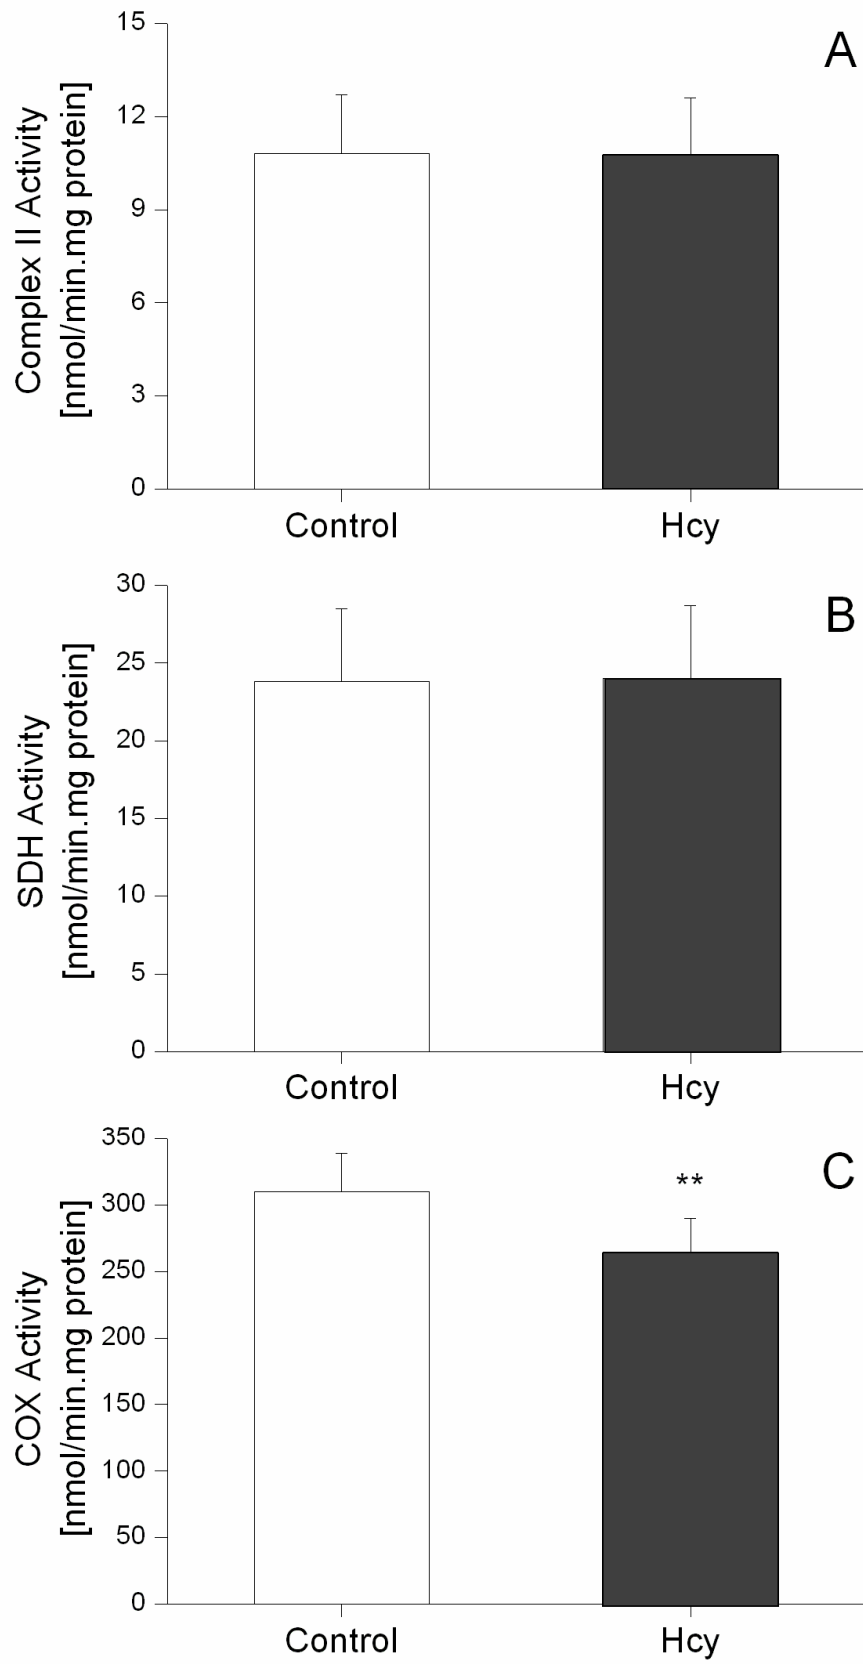 A
Complex II Activity
[nmol/min.mg protein]
15
12
9
6
3
0
Control Hcy
B
SDH Activity
[nmol/min.mg protein]
30
25
20
15
10
5
0
Control Hcy
C
COX Activity
[nmol/min.mg protein]
350
300
250
200
150
100
50
0
**
Control Hcy